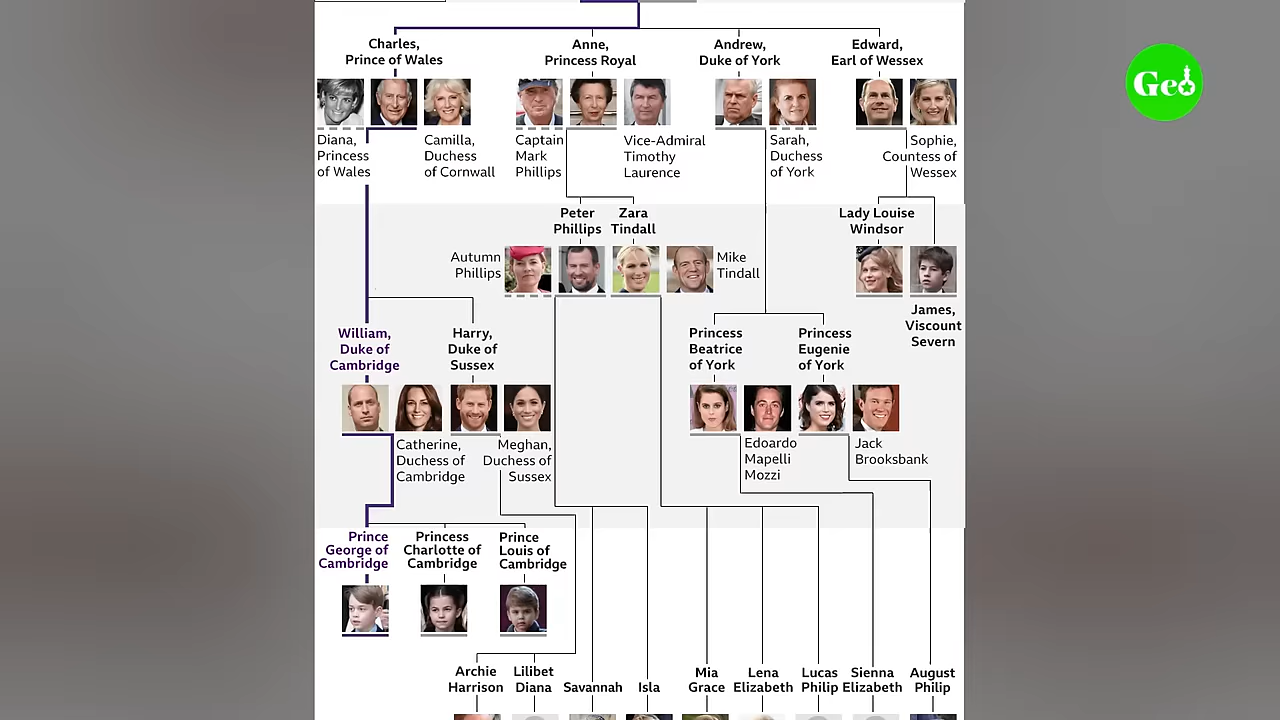 Geo
Charles,
Prince of Wales
Anne,
Princess Royal
Andrew,
Duke of York
Edward,
Earl of Wessex
Diana,
Princess
of Wales
Camilla,
Duchess
of Cornwall
Captain
Mark
Phillips
Vice-Admiral
Timothy
Laurence
Sarah,
Duchess
of York
Sophie,
Countess of
Wessex
Peter
Phillips
Zara
Tindall
Lady Louise
Windsor
Autumn
Phillips
Mike
Tindall
James,
Viscount
Severn
William,
Duke of
Cambridge
Harry,
Duke of
Sussex
Princess
Beatrice
of York
Princess
Eugenie
of York
Catherine,
Duchess of
Cambridge
Meghan,
Duchess of
Sussex
Edoardo
Mapelli
Mozzi
Jack
Brooksbank
Prince
George of
Cambridge
Princess
Charlotte of
Cambridge
Prince
Louis of
Cambridge
Archie
Harrison
Lilibet
Diana
Savannah
Isla
Mia
Grace
Lena
Elizabeth
Lucas
Philip
Sienna
Elizabeth
August
Philip